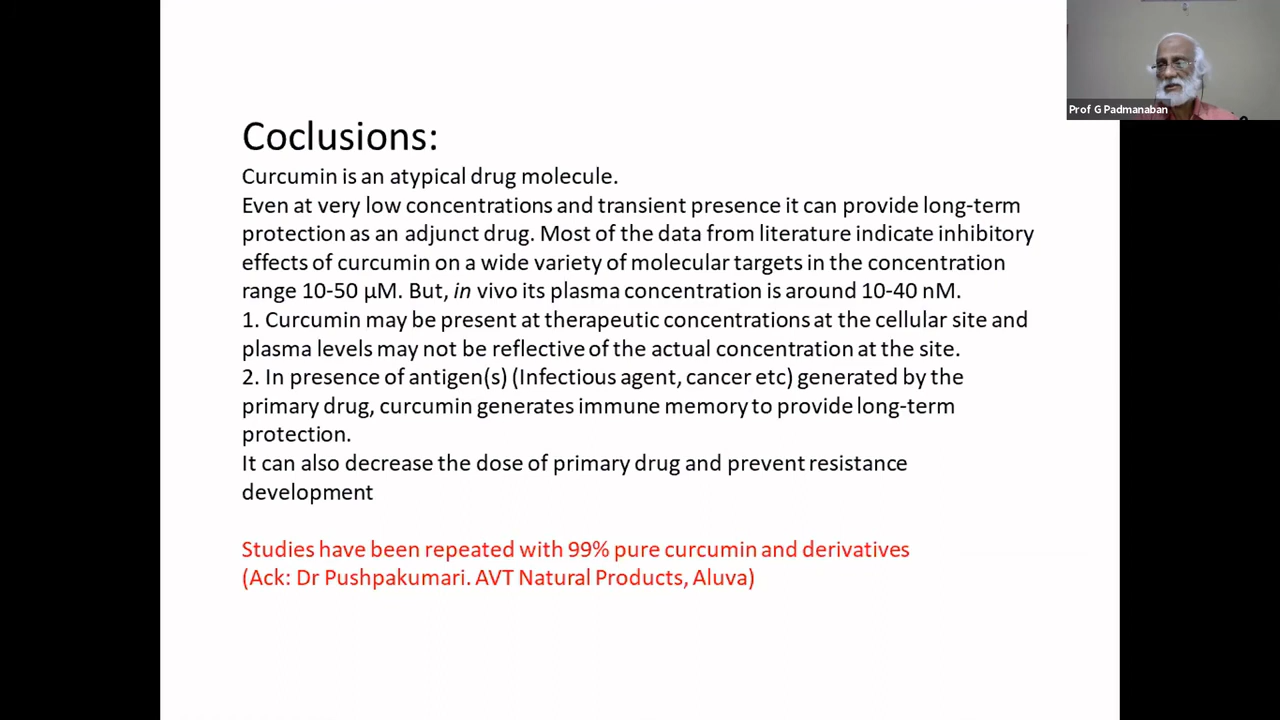 Prof G Padmanaban
Coclusions:
Curcumin is an atypical drug molecule.
Even at very low concentrations and transient presence it can provide long-term
protection as an adjunct drug. Most of the data from literature indicate inhibitory
effects of curcumin on a wide variety of molecular targets in the concentration
range 10-50 µM. But, in vivo its plasma concentration is around 10-40 nM.
1. Curcumin may be present at therapeutic concentrations at the cellular site and
plasma levels may not be reflective of the actual concentration at the site.
2. In presence of antigen(s) (Infectious agent, cancer etc) generated by the
primary drug, curcumin generates immune memory to provide long-term
protection.
It can also decrease the dose of primary drug and prevent resistance
development
Studies have been repeated with 99% pure curcumin and derivatives
(Ack: Dr Pushpakumari. AVT Natural Products, Aluva)